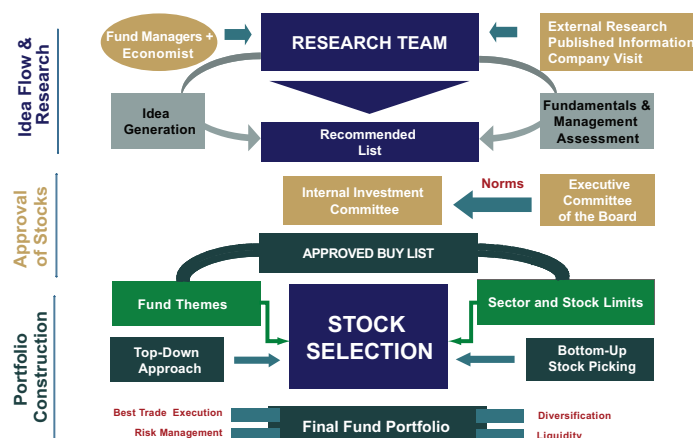 Idea Flow &
Research
Fund Managers +
Economist
RESEARCH TEAM
External Research
Published Information
Company Visit
Idea
Generation
Recommended
List
Fundamentals &
Management
Assessment
Approval
of Stocks
Internal Investment
Committee
Norms
Executive
Committee
of the Board
APPROVED BUY LIST
Portfolio
Construction
Fund Themes
STOCK
SELECTION
Sector and Stock Limits
Top-Down
Approach
Bottom-Up
Stock Picking
Best Trade Execution
Risk Management
Final Fund Portfolio
Diversification
Liquidity